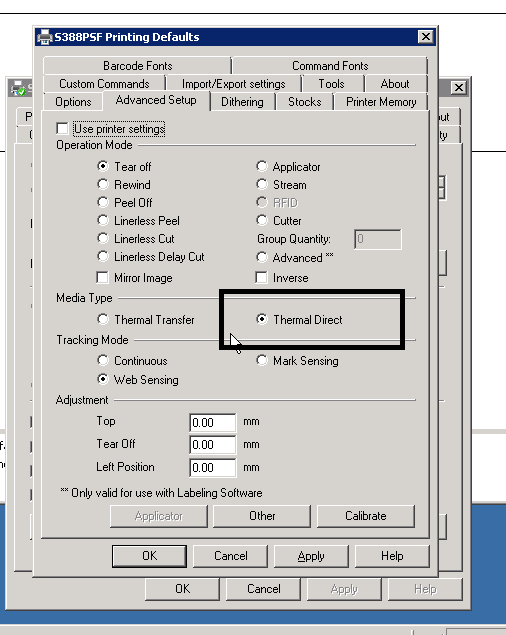 S388PSF Printing Defaults
Barcode Fonts Command Fonts
Custom Commands Import/Export settings Tools About
Options Advanced Setup Dithering Stocks Printer Memory
Use printer settings
Operation Mode
Tear off Applicator
Rewind Stream
Peel Off RFID
Linerless Peel Cutter
Linerless Cut Group Quantity: 0
Linerless Delay Cut Advanced **
Mirror Image Inverse
Media Type
Thermal Transfer Thermal Direct
Tracking Mode
Continuous Mark Sensing
Web Sensing
Adjustment
Top 0.00 mm
Tear Off 0.00 mm
Left Position 0.00 mm
** Only valid for use with Labeling Software
Applicator Other Calibrate
OK Cancel Apply Help
OK Cancel Apply Help